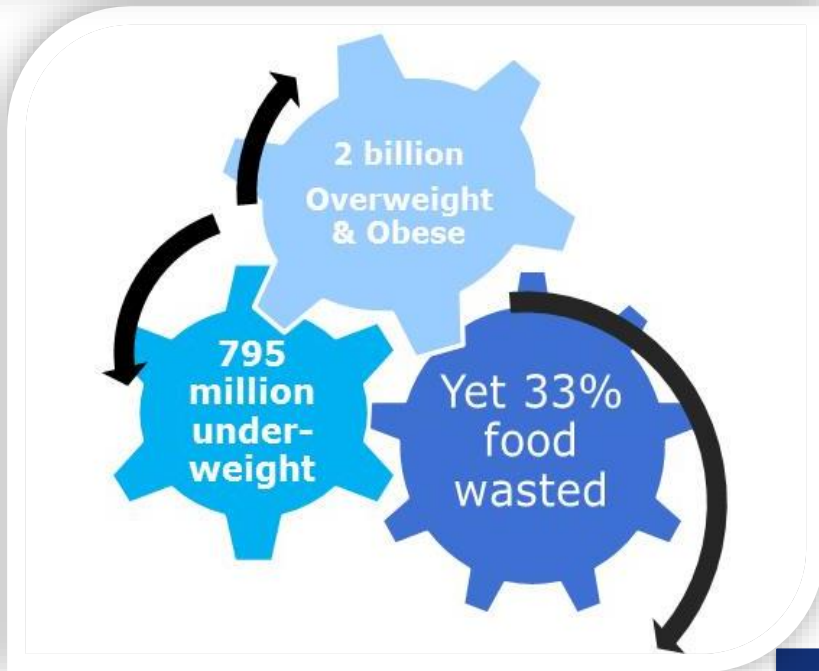 2 billion
Overweight
& Obese
795
million
under-
weight
Yet 33%
food
wasted